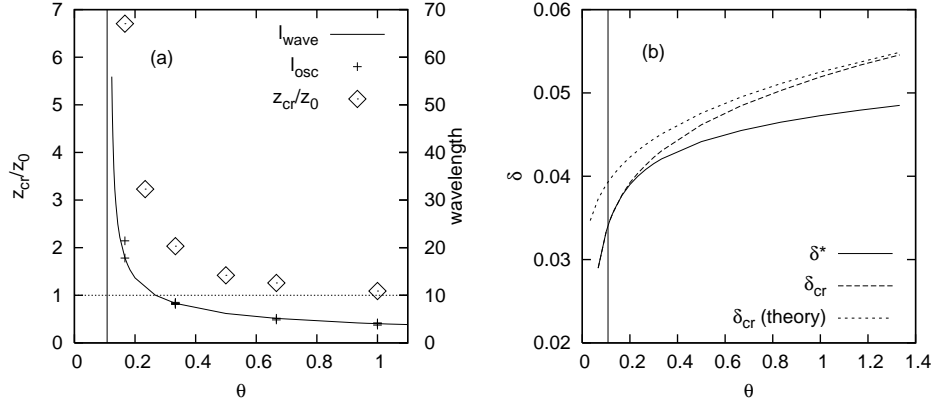 7
6
5
4
3
2
1
0
70
60
50
40
30
20
10
0
0 0.2 0.4 0.6 0.8 1
z_cr/z_0
wavelength
θ
(a)
l_wave
l_osc
z_cr/z_0
0.06
0.05
0.04
0.03
0.02
0 0.2 0.4 0.6 0.8 1 1.2 1.4
δ
θ
(b)
δ*
δ_cr
δ_cr (theory)